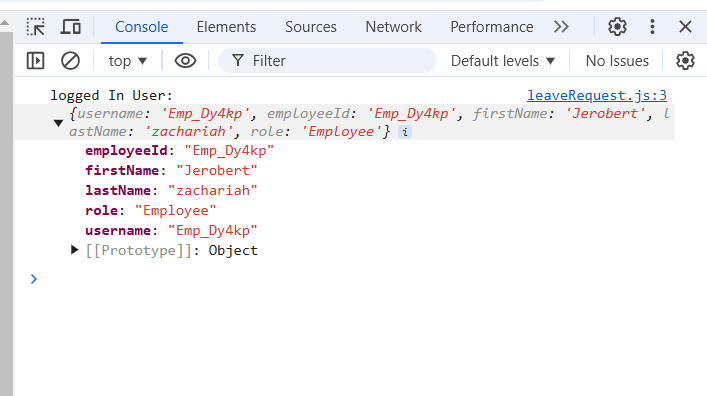 Console Elements Sources Network Performance
top Filter Default levels No Issues
logged In User: leaveRequest.js:3
{username: 'Emp_Dy4kp', employeeId: 'Emp_Dy4kp', firstName: 'Jerobert', l
astName: 'zachariah', role: 'Employee'} i
employeeId: "Emp_Dy4kp"
firstName: "Jerobert"
lastName: "zachariah"
role: "Employee"
username: "Emp_Dy4kp"
[[Prototype]]: Object